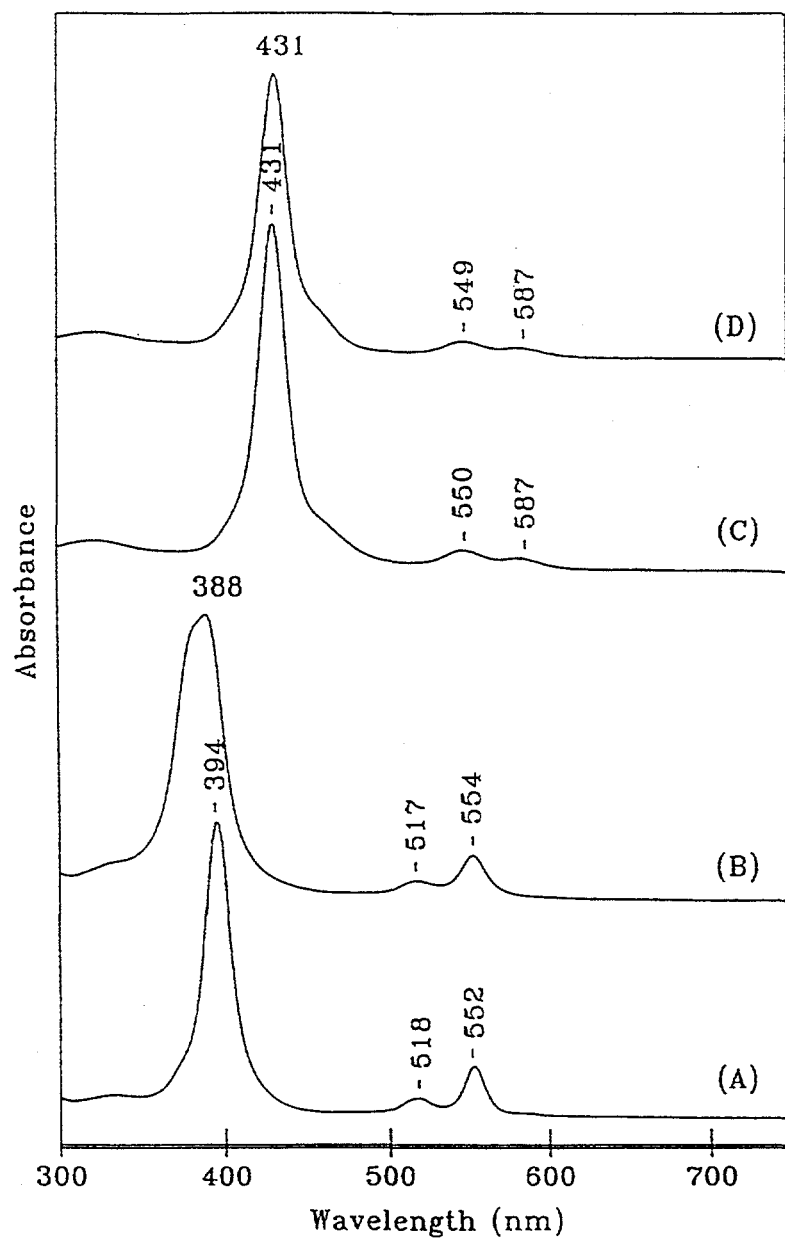 431
- 431
- 549
- 587
(D)
- 550
- 587
(C)
388
- 394
- 517
- 554
(B)
- 518
- 552
(A)
Absorbance
300 400 500 600 700
Wavelength (nm)